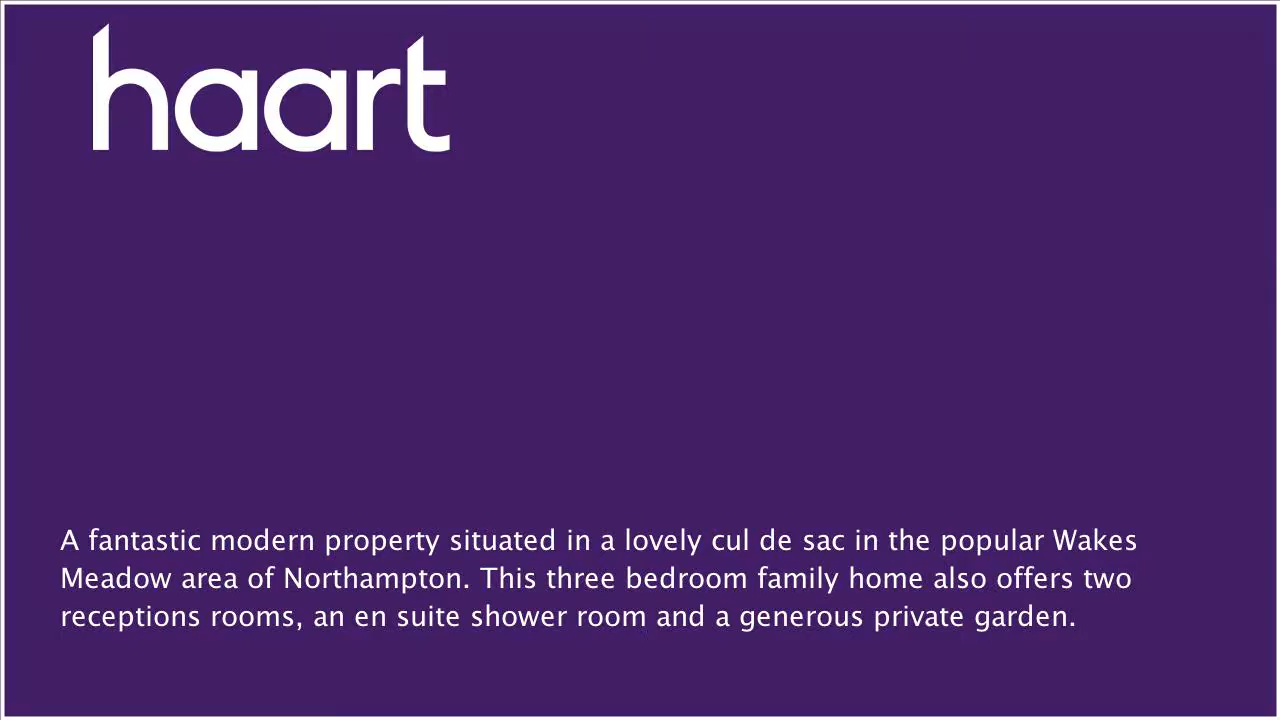 haart
A fantastic modern property situated in a lovely cul de sac in the popular Wakes
Meadow area of Northampton. This three bedroom family home also offers two
receptions rooms, an en suite shower room and a generous private garden.